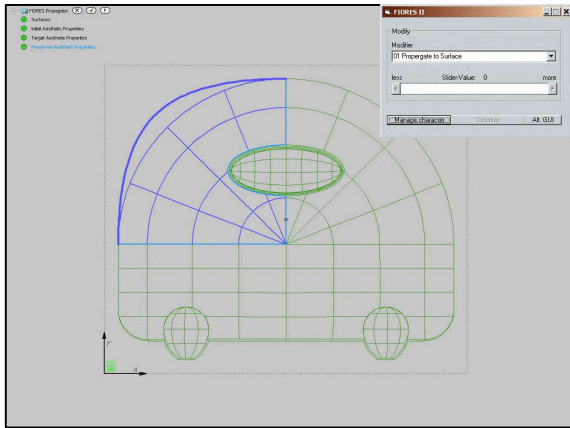 FIORES Propagator
Surfaces
Initial Aesthetic Properties
Target Aesthetic Properties
Preserved Aesthetic Properties
FIORES II
Modify
Modifier
01 Propergate to Surface
less Slider-Value: 0 more
Manage character Optimize Alt. GUI
y
x